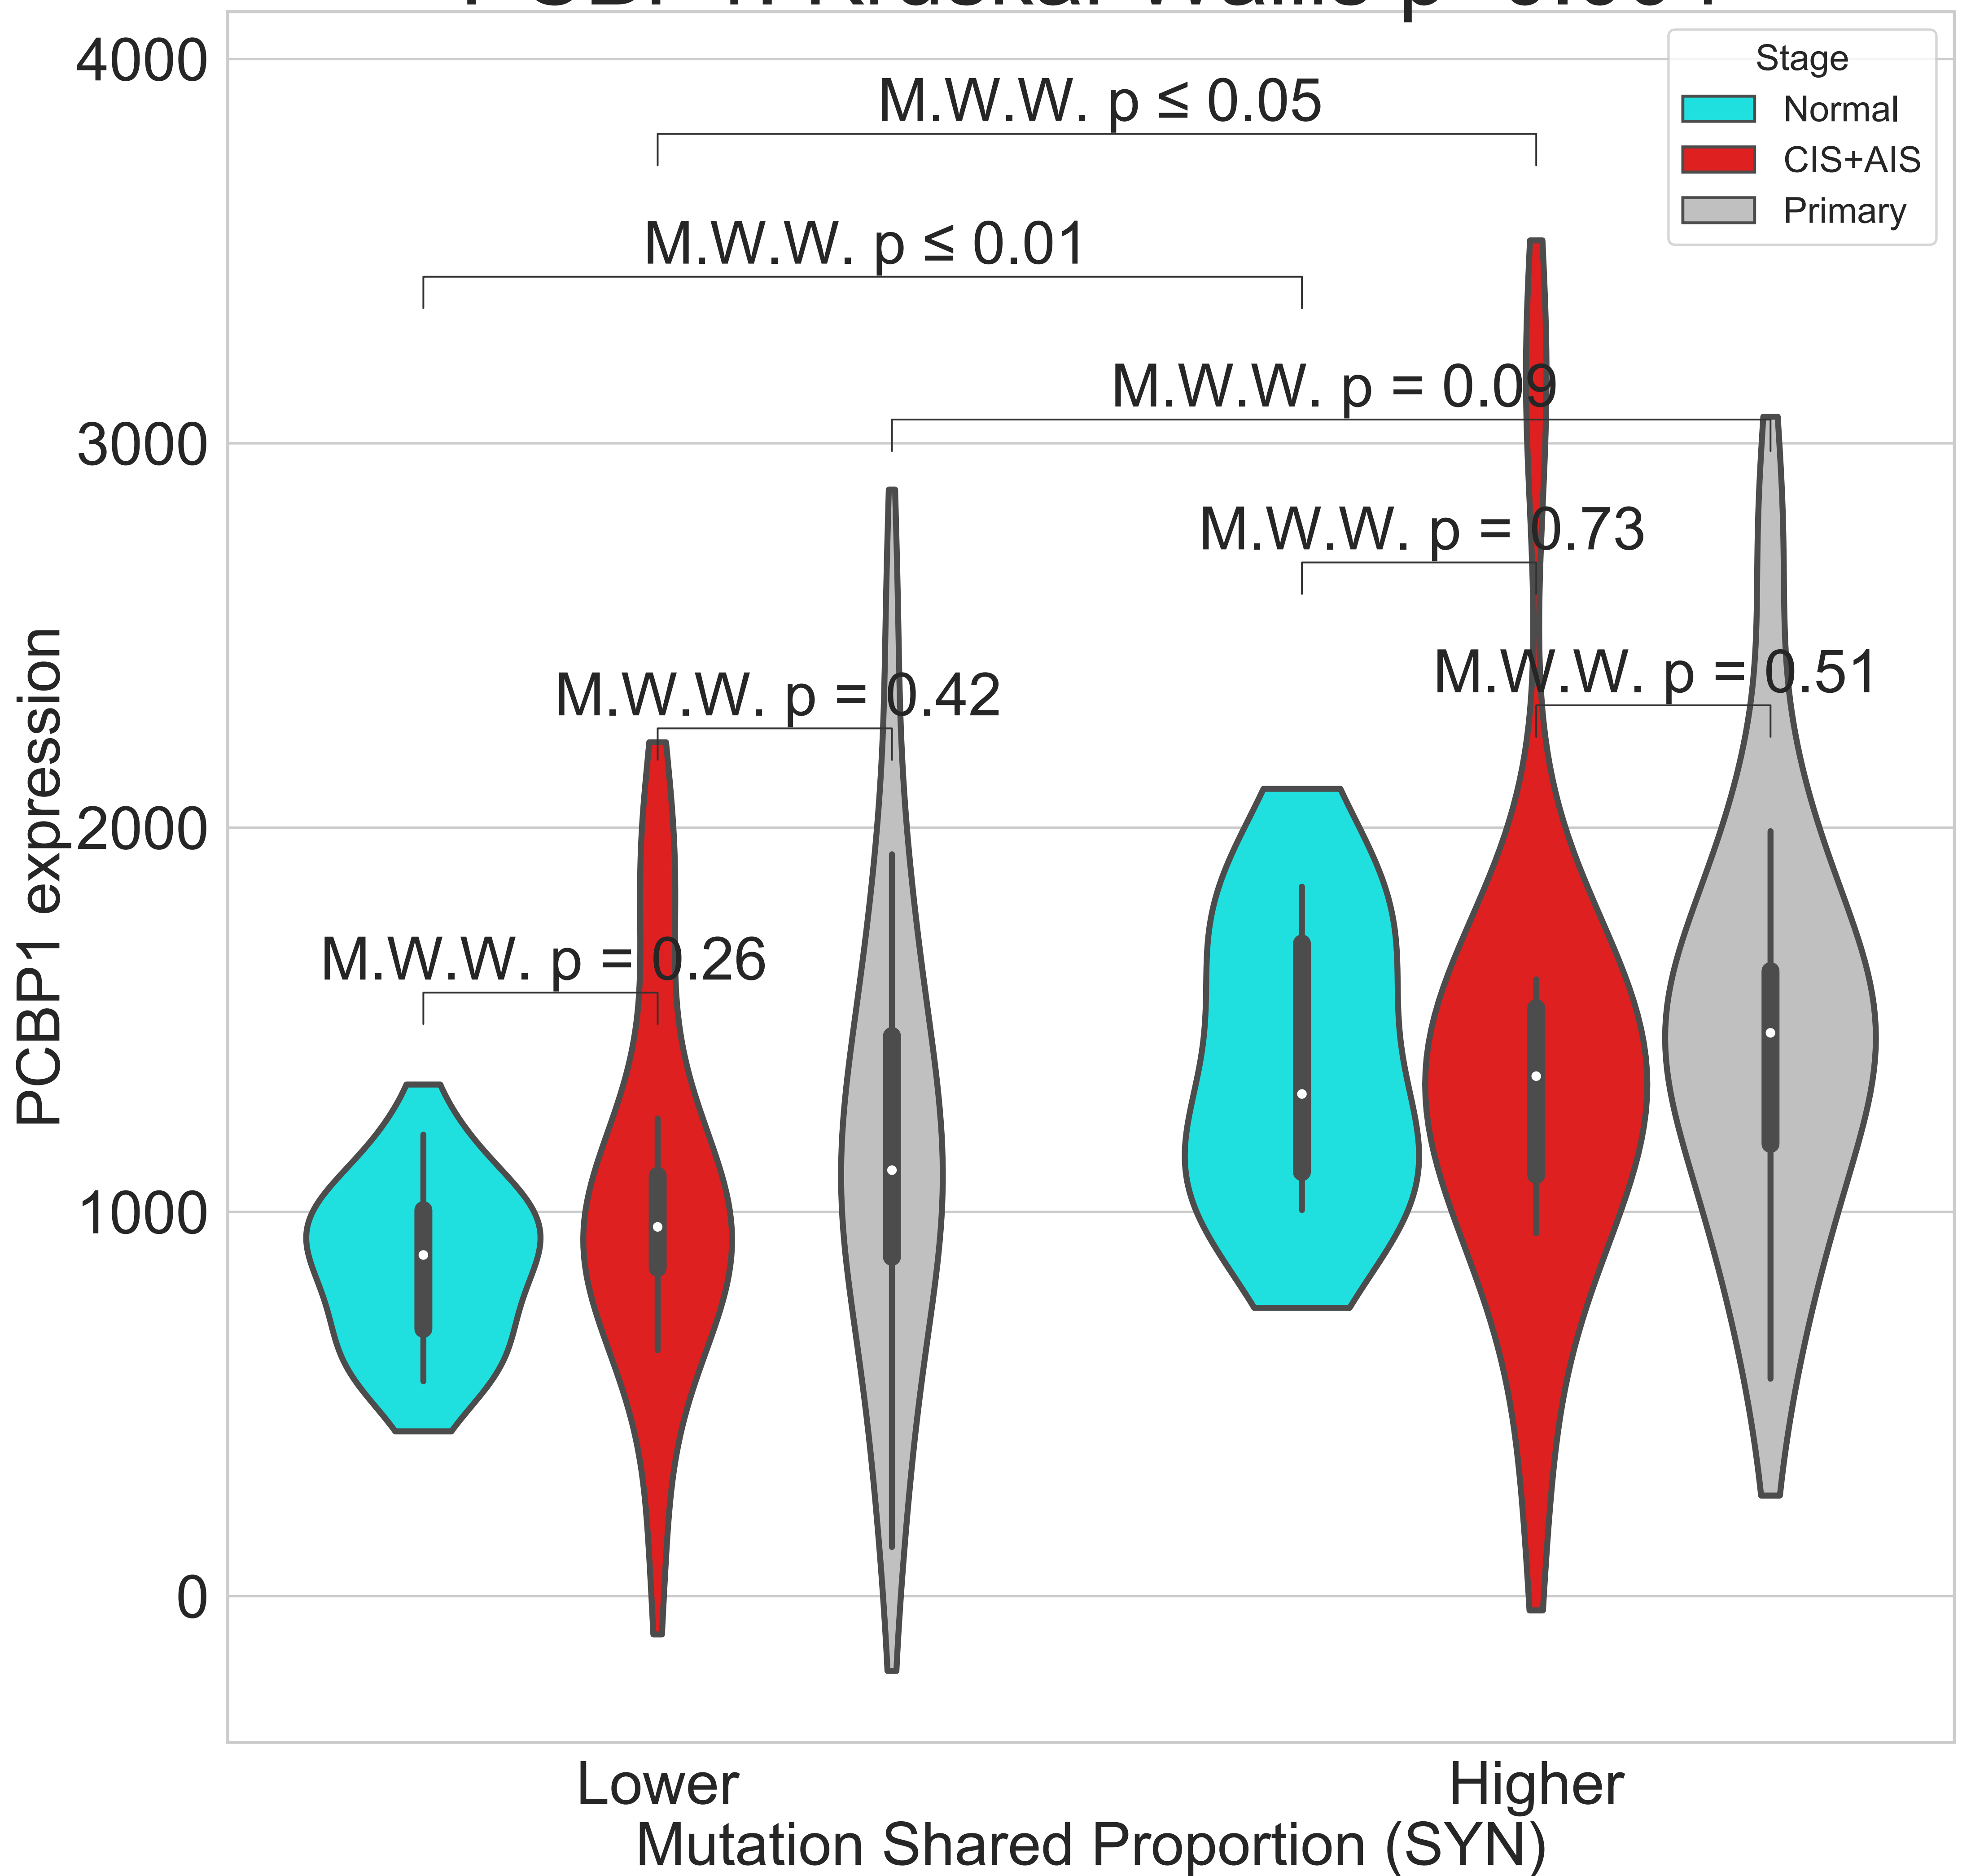 Stage
Normal
CIS+AIS
Primary
4000
3000
2000
1000
0
PCBP1 expression
M.W.W. p ≤ 0.05
M.W.W. p ≤ 0.01
M.W.W. p = 0.09
M.W.W. p = 0.73
M.W.W. p = 0.51
M.W.W. p = 0.42
M.W.W. p = 0.26
Lower
Higher
Mutation Shared Proportion (SYN)